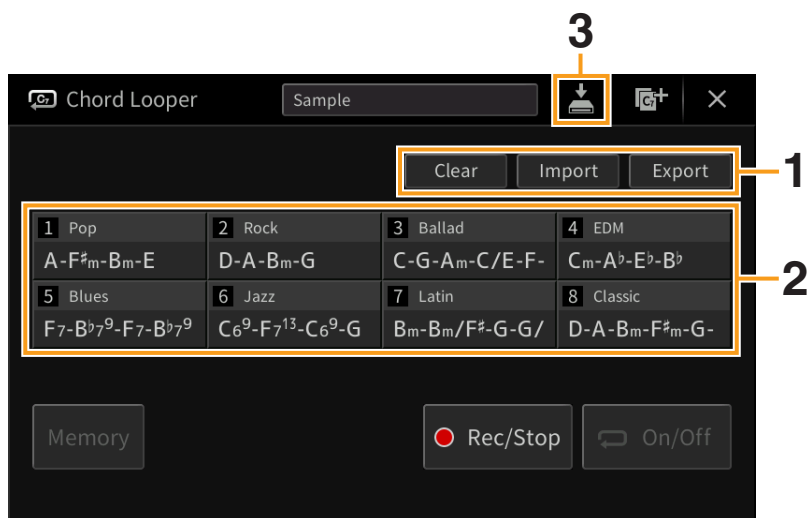 3
C7 Chord Looper Sample C7+
Clear Import Export 1
1 Pop 2 Rock 3 Ballad 4 EDM
A-F♯m-Bm-E D-A-Bm-G C-G-Am-C/E-F- Cm-A♭-E♭-B♭
2
5 Blues 6 Jazz 7 Latin 8 Classic
F7-B♭7⁹-F7-B♭7⁹ C6⁹-F7¹³-C6⁹-G Bm-Bm/F♯-G-G/ D-A-Bm-F♯m-G-
Memory Rec/Stop On/Off